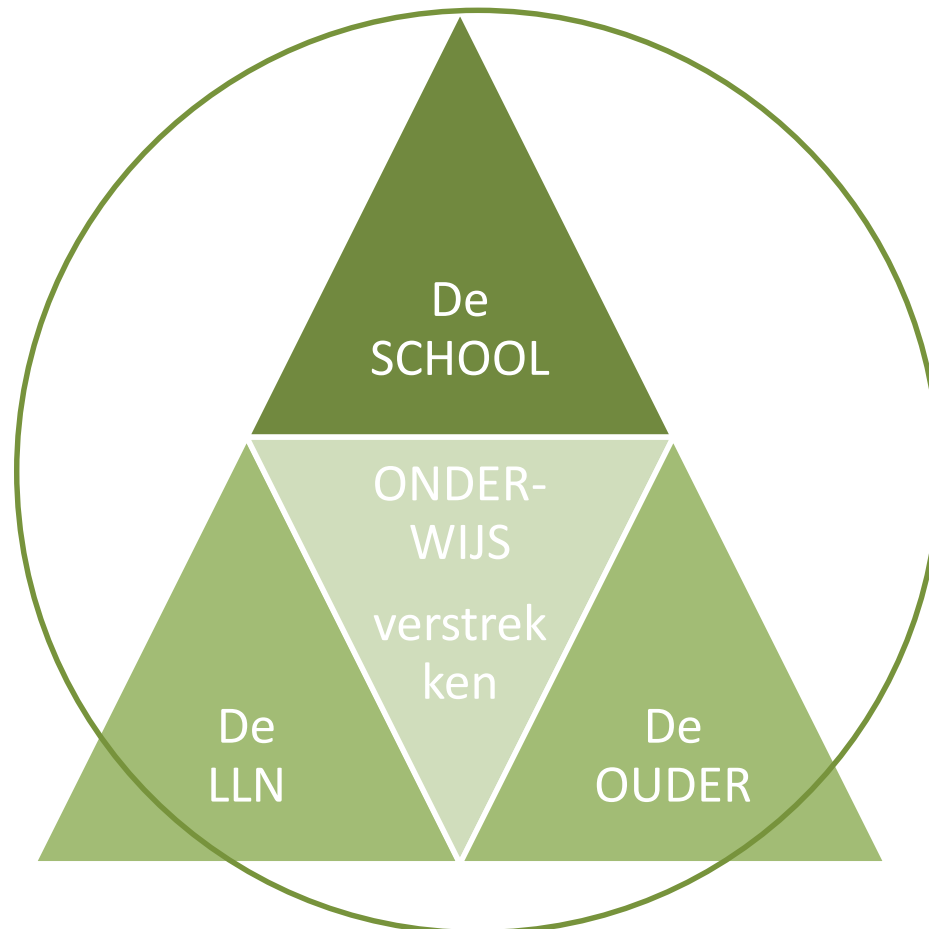 De
SCHOOL
ONDER-
WIJS
verstrek
ken
De
LLN
De
OUDER